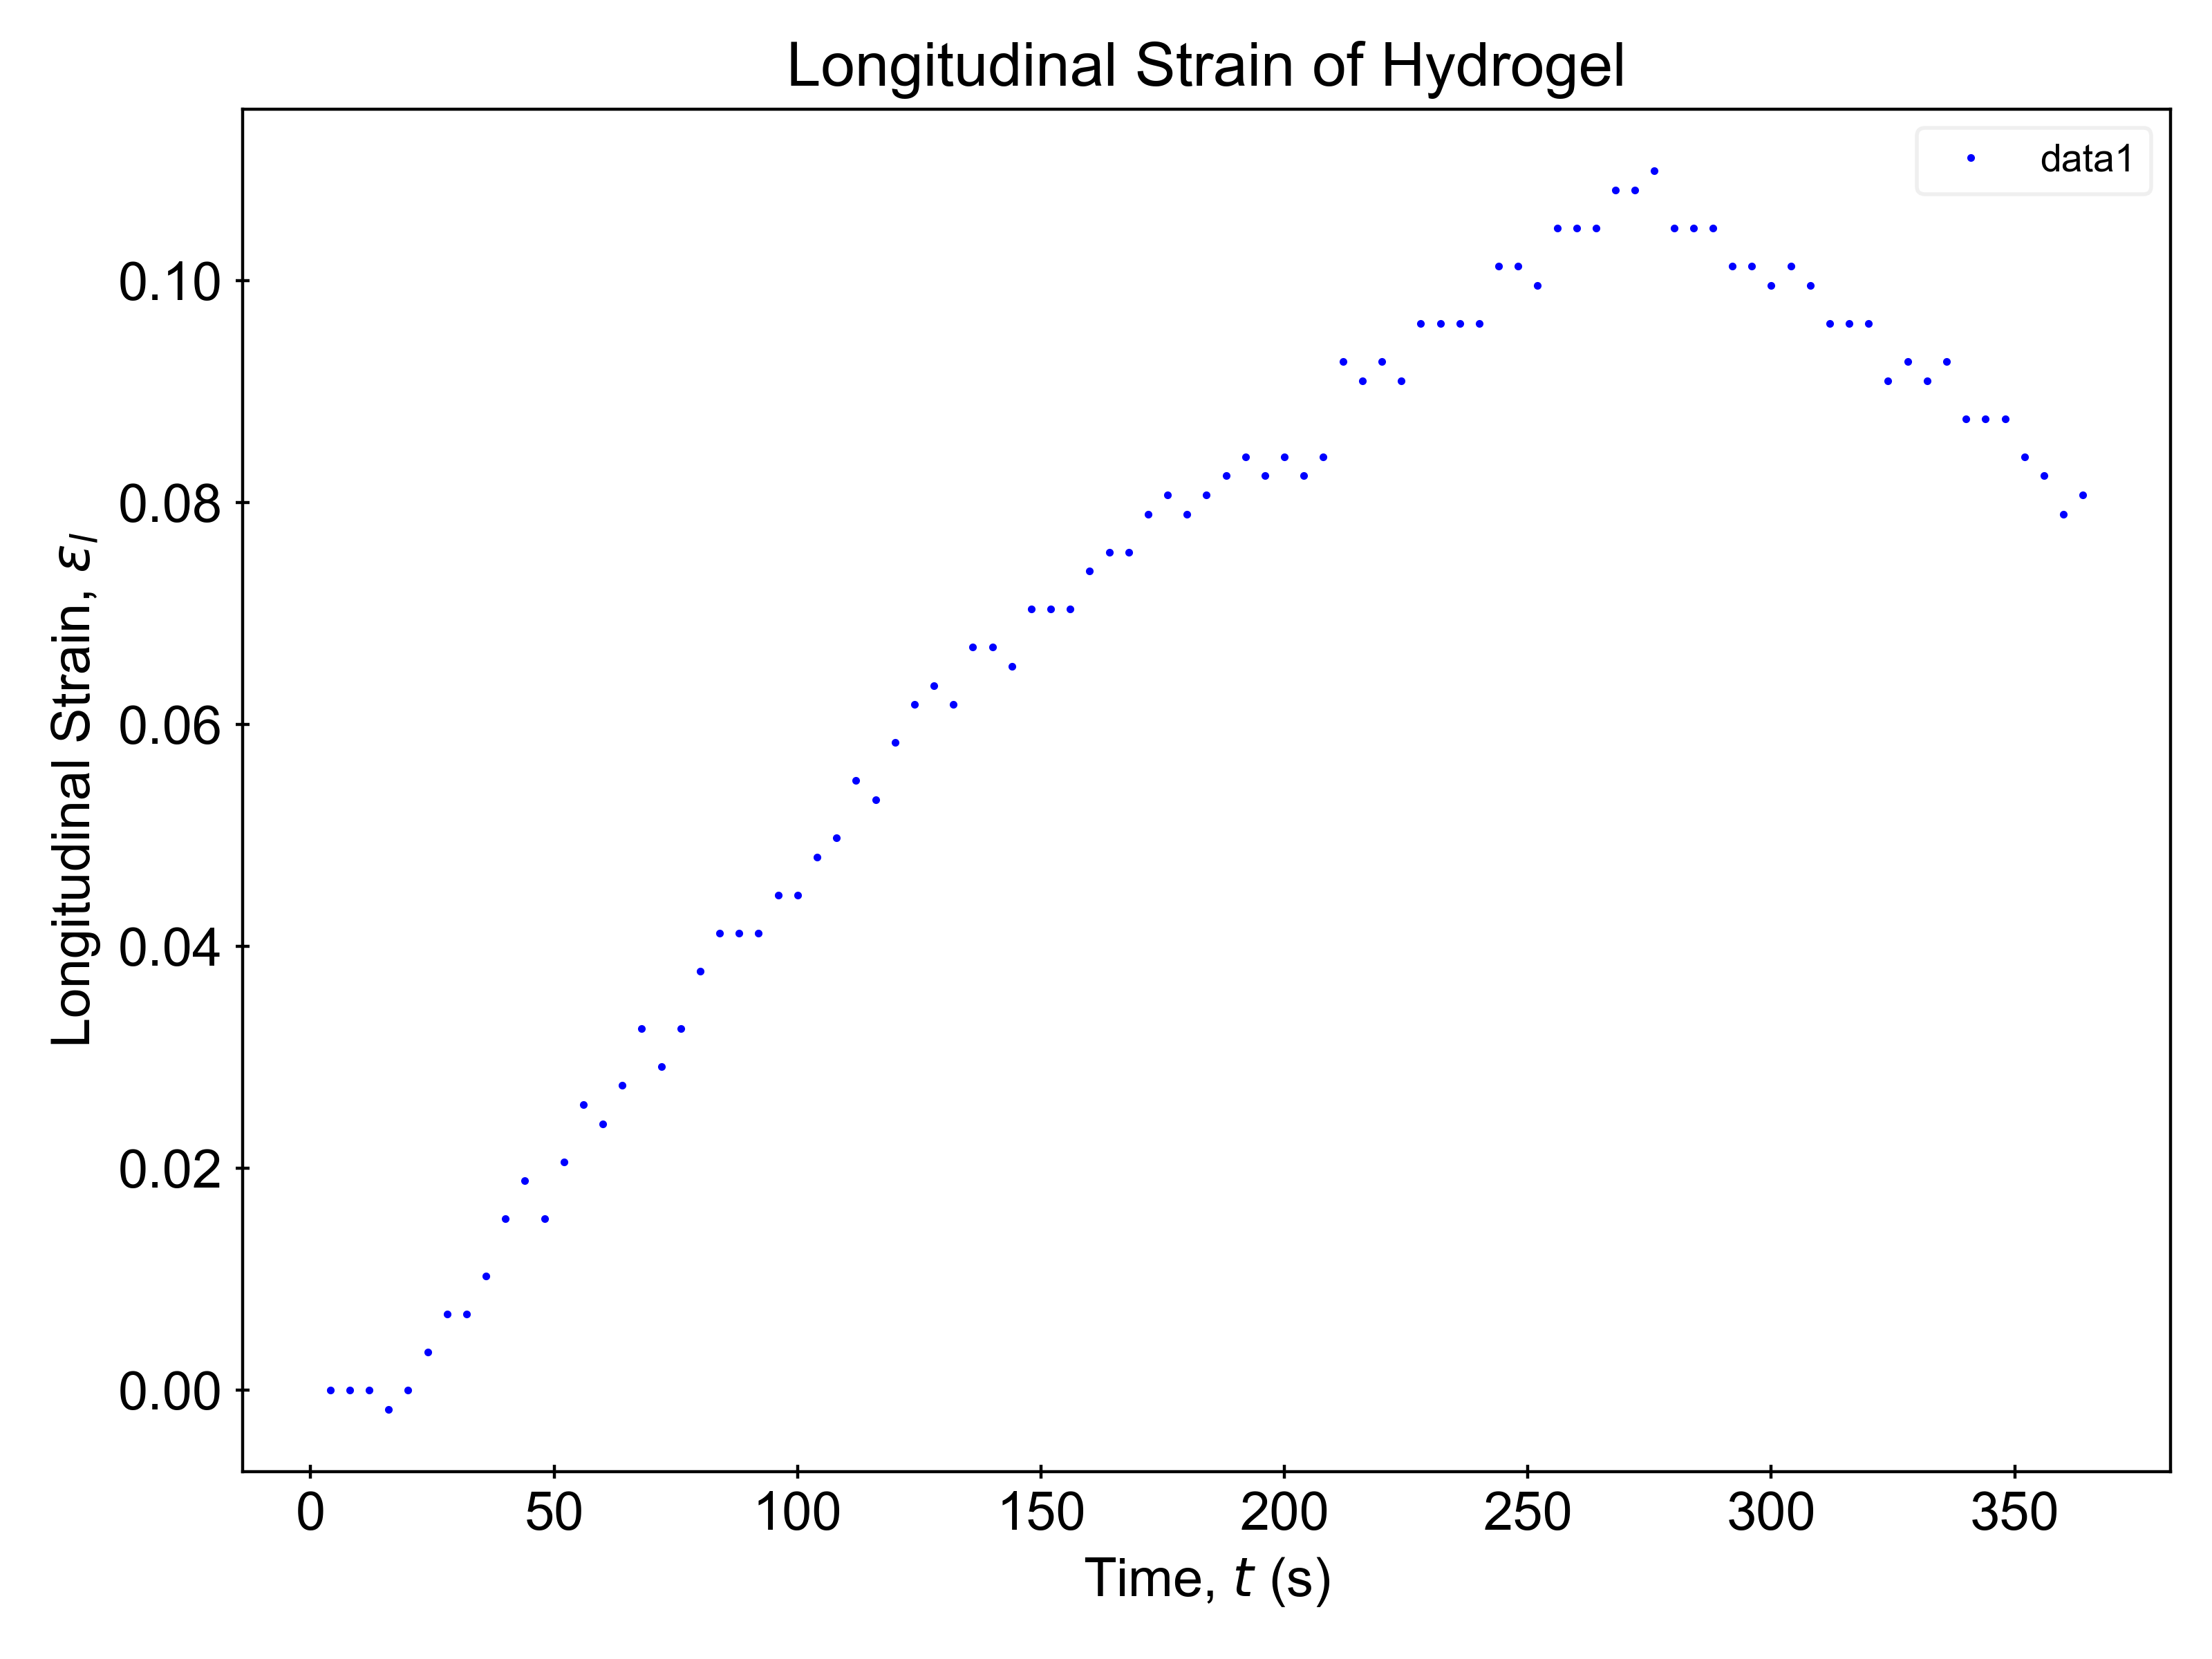 Longitudinal Strain of Hydrogel
data1
0.10
0.08
0.06
0.04
0.02
0.00
Longitudinal Strain, εl
0 50 100 150 200 250 300 350
Time, t (s)